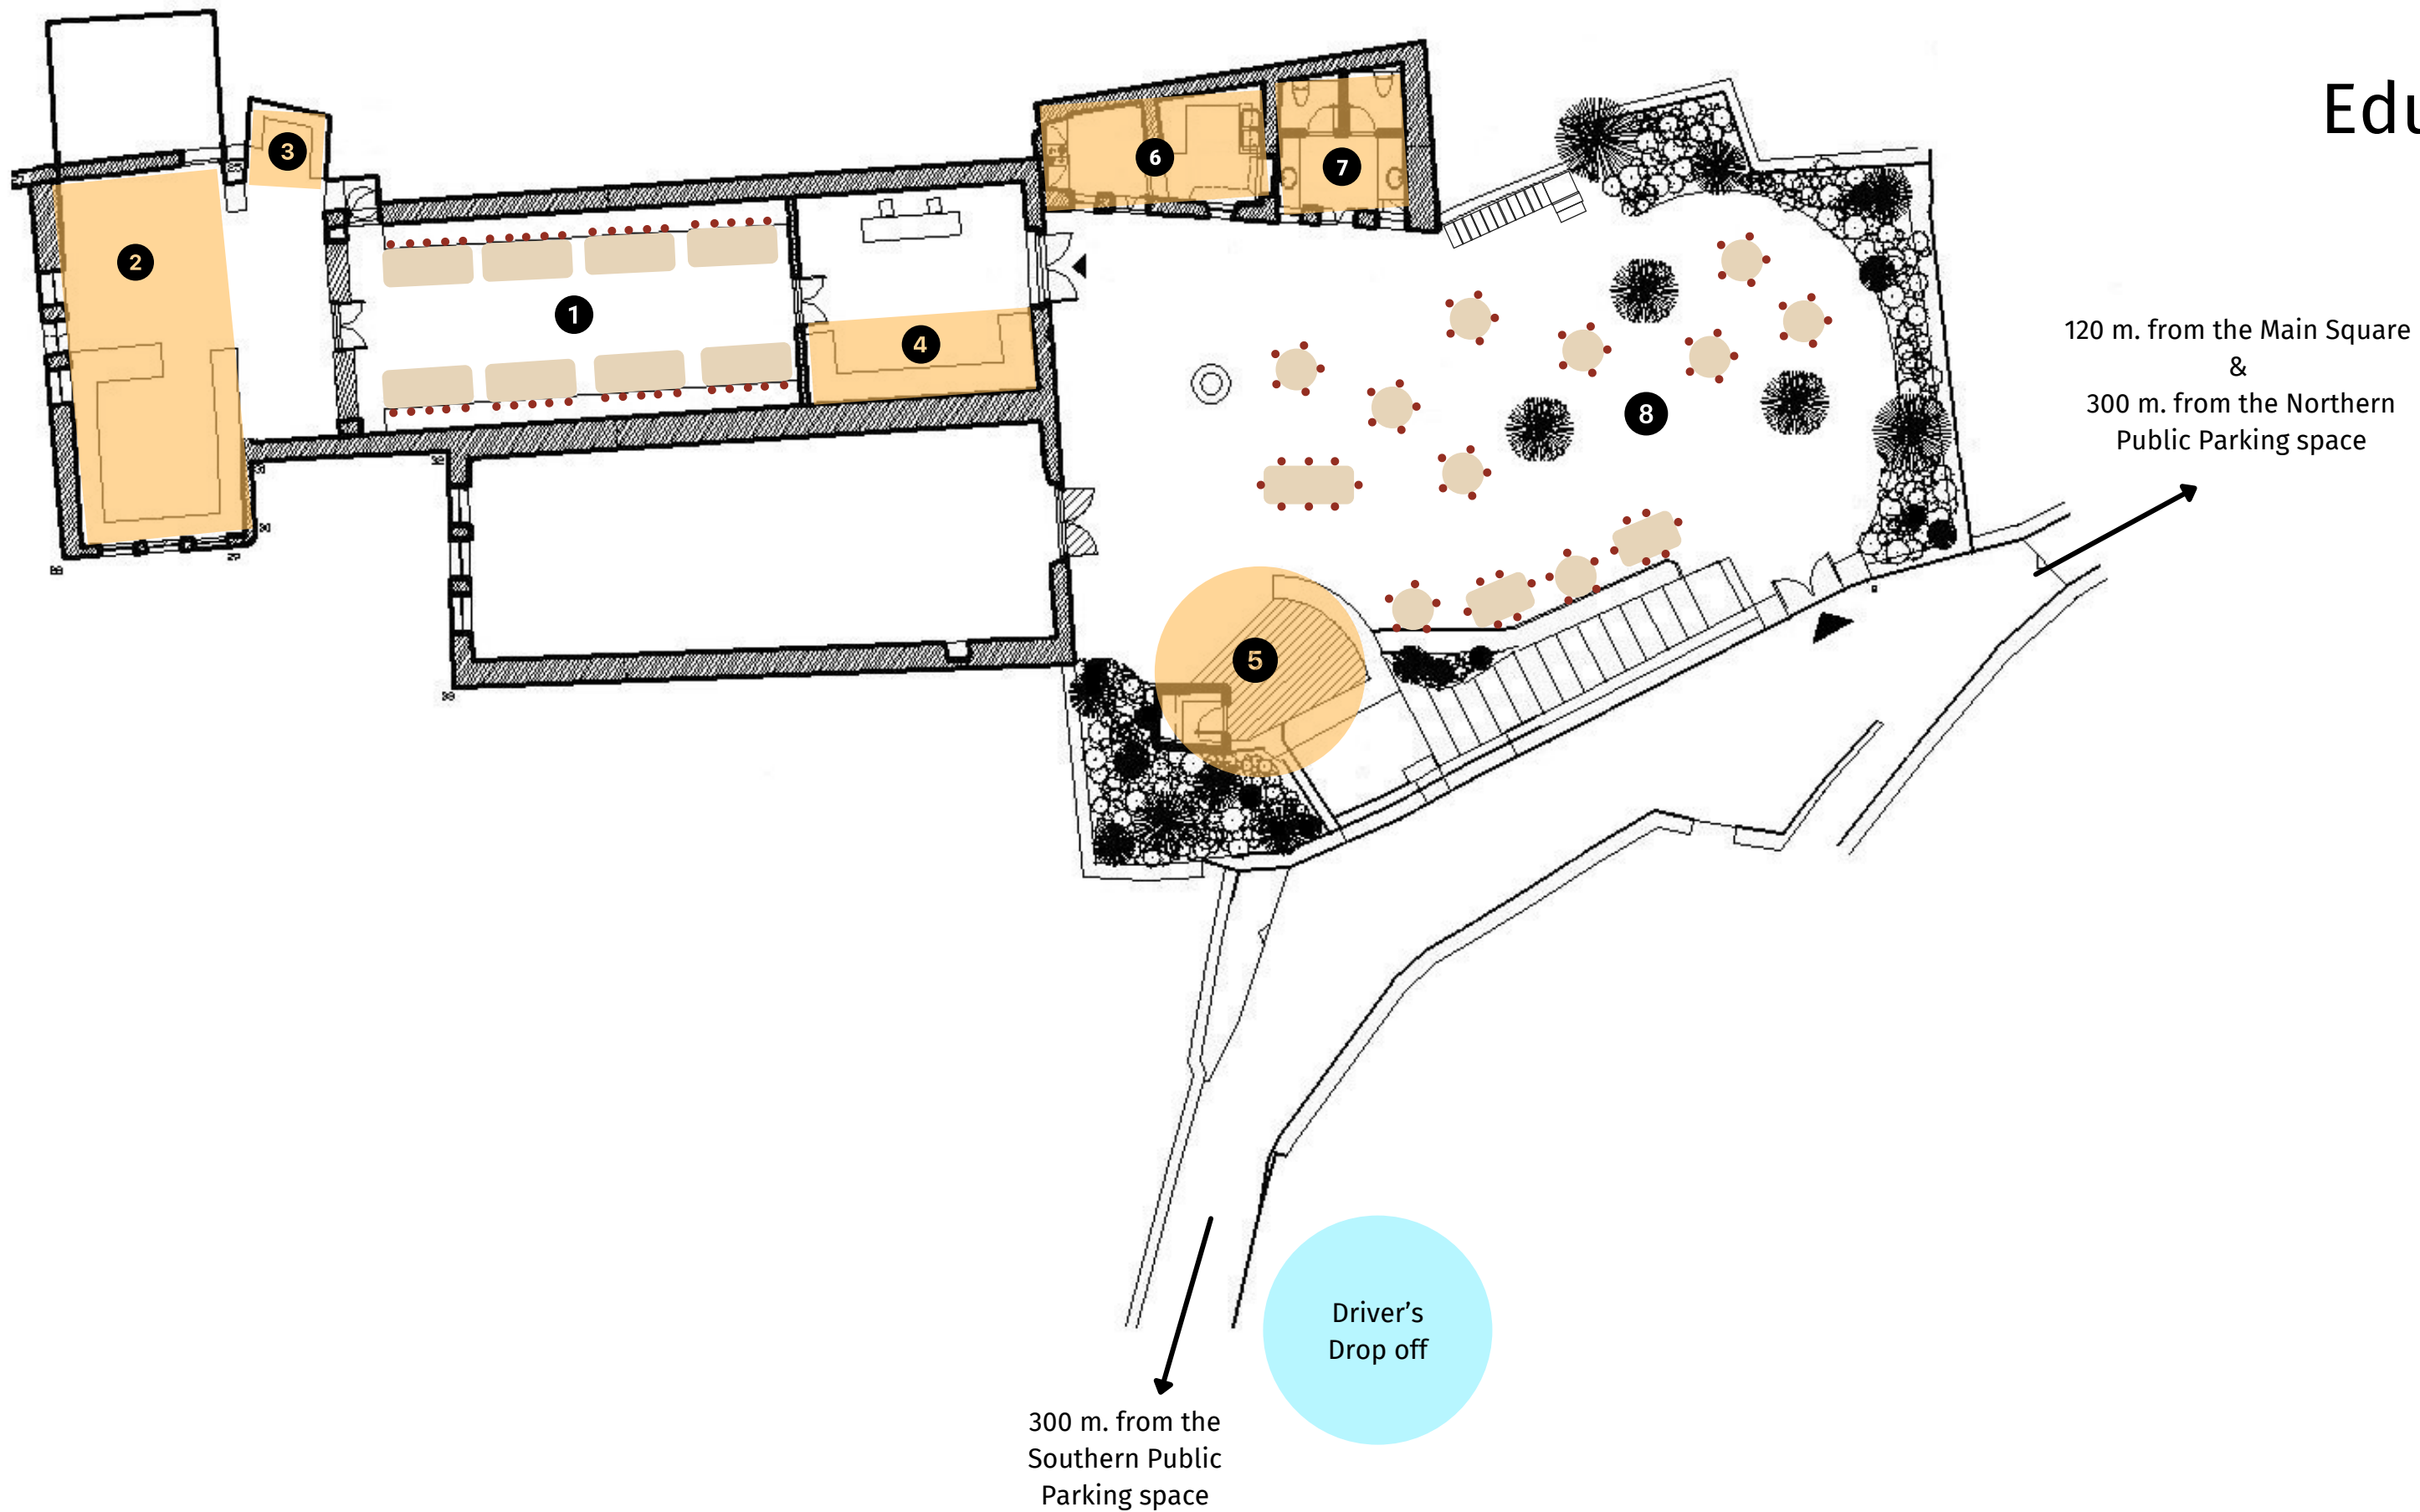 Edu
3
6
7
2
1
4
8
5
120 m. from the Main Square
&
300 m. from the Northern
Public Parking space
Driver's
Drop off
300 m. from the
Southern Public
Parking space